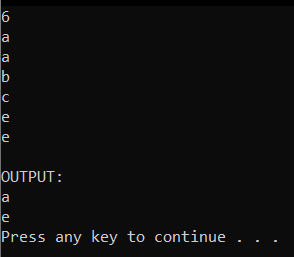 6
a
a
b
c
e
e
OUTPUT:
a
e
Press any key to continue . . .